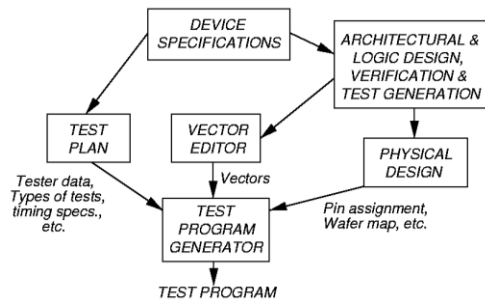 DEVICE
SPECIFICATIONS
ARCHITECTURAL &
LOGIC DESIGN,
VERIFICATION &
TEST GENERATION
TEST
PLAN
VECTOR
EDITOR
PHYSICAL
DESIGN
Tester data,
Types of tests,
timing specs.,
etc.
Vectors
TEST
PROGRAM
GENERATOR
Pin assignment,
Wafer map, etc.
TEST PROGRAM